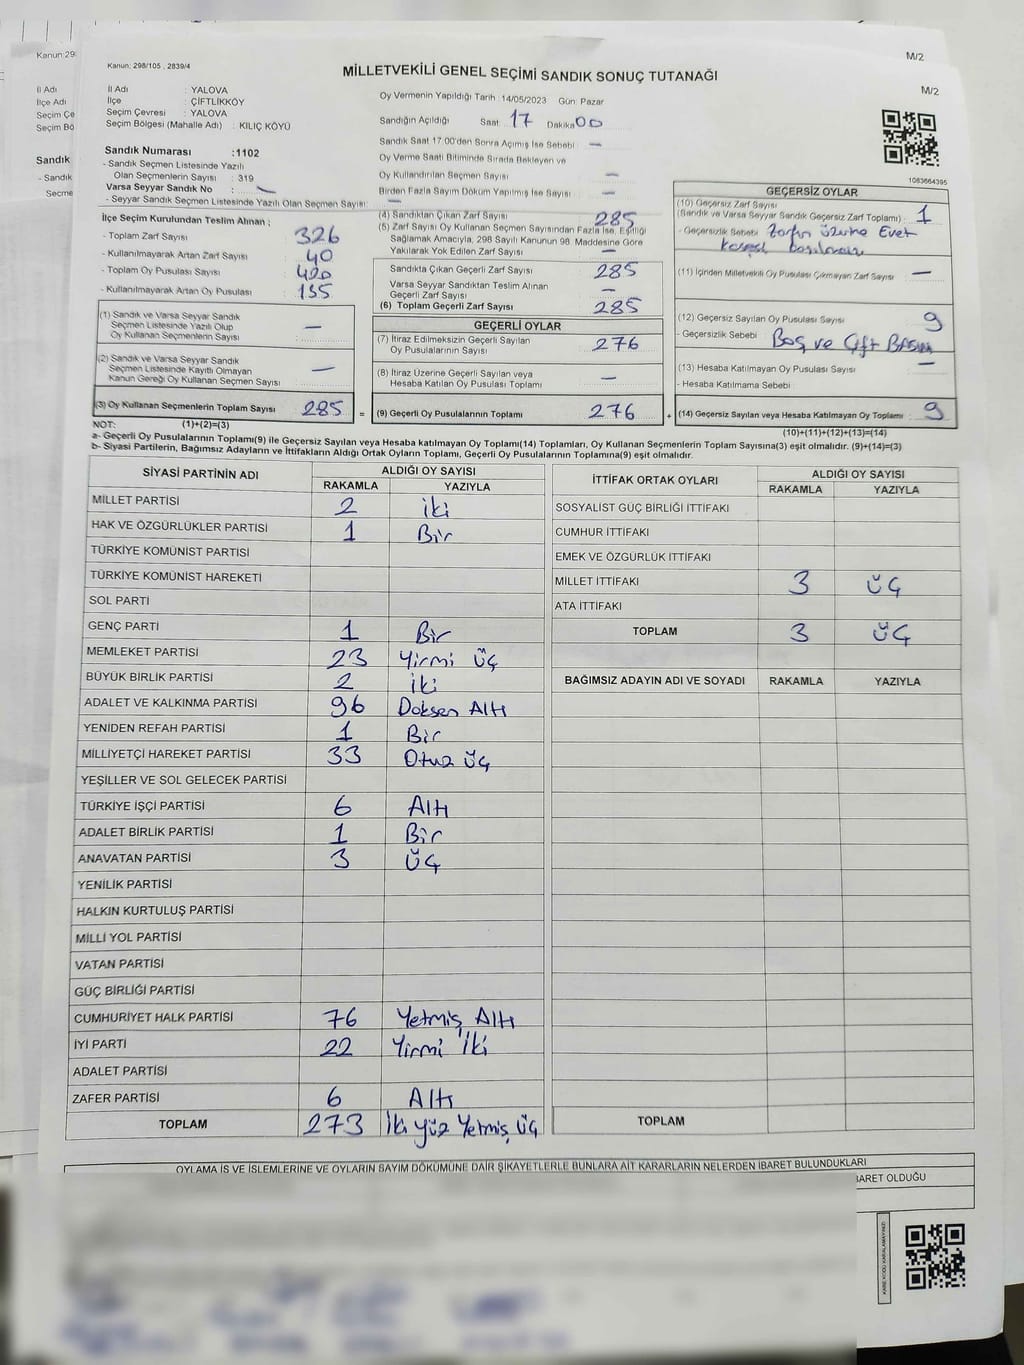 Kanun: 298/105 , 2839/4
MİLLETVEKİLİ GENEL SEÇİMİ SANDIK SONUÇ TUTANAĞI
M/2
M/2
İl Adı : YALOVA
İlçe : ÇİFTLİKKÖY
Seçim Çevresi : YALOVA
Seçim Bölgesi (Mahalle Adı) : KILIÇ KÖYÜ
Oy Vermenin Yapıldığı Tarih : 14/05/2023 Gün: Pazar
Sandığın Açıldığı Saat 17 Dakika 00
Sandık Numarası :1102
- Sandık Seçmen Listesinde Yazılı
Olan Seçmenlerin Sayısı : 319
Varsa Seyyar Sandık No : –
- Seyyar Sandık Seçmen Listesinde Yazılı Olan Seçmen Sayısı: –
Sandık Saat 17:00'den Sonra Açımış İse Sebebi : –
Oy Verme Saati Bitiminde Sırada Bekleyen ve
Oy Kullandırılan Seçmen Sayısı : –
Birden Fazla Sayım Döküm Yapılmış İse Sayısı : –
1083664395
İlçe Seçim Kurulundan Teslim Alınan ;
- Toplam Zarf Sayısı : 326
- Kullanılmayarak Artan Zarf Sayısı : 40
- Toplam Oy Pusulası Sayısı : 420
- Kullanılmayarak Artan Oy Pusulası : 135
(4) Sandıktan Çıkan Zarf Sayısı : 285
(5) Zarf Sayısı Oy Kullanan Seçmen Sayısından Fazla İse, Eşitliği
Sağlamak Amacıyla, 298 Sayılı Kanunun 98. Maddesine Göre
Yakılarak Yok Edilen Zarf Sayısı : –
Sandıkta Çıkan Geçerli Zarf Sayısı : 285
Varsa Seyyar Sandıktan Teslim Alınan
Geçerli Zarf Sayısı : –
(6) Toplam Geçerli Zarf Sayısı : 285
GEÇERSİZ OYLAR
(10) Geçersiz Zarf Sayısı
(Sandık ve Varsa Seyyar Sandık Geçersiz Zarf Toplamı) : 1
- Geçersizlik Sebebi : Zarfın üzerine Evet
(11) İçinden Milletvekili Oy Pusulası Çıkmayan Zarf Sayısı : –
(12) Geçersiz Sayılan Oy Pusulası Sayısı : 9
- Geçersizlik Sebebi : Boş ve Çift
(13) Hesaba Katılmayan Oy Pusulası Sayısı : –
- Hesaba Katılmama Sebebi :
(14) Geçersiz Sayılan veya Hesaba Katılmayan Oy Toplamı : 9
(10)+(11)+(12)+(13)=(14)
(1) Sandık ve Varsa Seyyar Sandık
Seçmen Listesinde Yazılı Olup
Oy Kullanan Seçmenlerin Sayısı : –
(2) Sandık ve Varsa Seyyar Sandık
Seçmen Listesinde Kayıtlı Olmayan
Kanun Gereği Oy Kullanan Seçmen Sayısı : –
(3) Oy Kullanan Seçmenlerin Toplam Sayısı : 285 =
(1)+(2)=(3)
GEÇERLİ OYLAR
(7) İtiraz Edilmeksizin Geçerli Sayılan
Oy Pusulalarının Sayısı : 276
(8) İtiraz Üzerine Geçerli Sayılan veya
Hesaba Katılan Oy Pusulası Toplamı : –
(9) Geçerli Oy Pusulalarının Toplamı : 276 +
NOT:
a- Geçerli Oy Pusulalarının Toplamı(9) ile Geçersiz Sayılan veya Hesaba katılmayan Oy Toplamı(14) Toplamları, Oy Kullanan Seçmenlerin Toplam Sayısına(3) eşit olmalıdır. (9)+(14)=(3)
b- Siyasi Partilerin, Bağımsız Adayların ve İttifakların Aldığı Ortak Oyların Toplamı, Geçerli Oy Pusulalarının Toplamına(9) eşit olmalıdır.
SİYASİ PARTİNİN ADI ALDIĞI OY SAYISI
RAKAMLA YAZIYLA
MİLLET PARTİSİ 2 iki
HAK VE ÖZGÜRLÜKLER PARTİSİ 1 Bir
TÜRKİYE KOMÜNİST PARTİSİ
TÜRKİYE KOMÜNİST HAREKETİ
SOL PARTİ
GENÇ PARTİ 1 Bir
MEMLEKET PARTİSİ 23 Yirmi Üç
BÜYÜK BİRLİK PARTİSİ 2 iki
ADALET VE KALKINMA PARTİSİ 96 Doksan Altı
YENİDEN REFAH PARTİSİ 1 Bir
MİLLİYETÇİ HAREKET PARTİSİ 33 Otuz üç
YEŞİLLER VE SOL GELECEK PARTİSİ
TÜRKİYE İŞÇİ PARTİSİ 6 Altı
ADALET BİRLİK PARTİSİ 1 Bir
ANAVATAN PARTİSİ 3 ÜÇ
YENİLİK PARTİSİ
HALKIN KURTULUŞ PARTİSİ
MİLLİ YOL PARTİSİ
VATAN PARTİSİ
GÜÇ BİRLİĞİ PARTİSİ
CUMHURİYET HALK PARTİSİ 76 Yetmiş Altı
İYİ PARTİ 22 Yirmi İki
ADALET PARTİSİ
ZAFER PARTİSİ 6 Altı
TOPLAM 273 İki yüz Yetmiş üç
İTTİFAK ORTAK OYLARI ALDIĞI OY SAYISI
RAKAMLA YAZIYLA
SOSYALİST GÜÇ BİRLİĞİ İTTİFAKI
CUMHUR İTTİFAKI
EMEK VE ÖZGÜRLÜK İTTİFAKI
MİLLET İTTİFAKI 3 ÜÇ
ATA İTTİFAKI
TOPLAM 3 ÜÇ
BAĞIMSIZ ADAYIN ADI VE SOYADI RAKAMLA YAZIYLA
TOPLAM
OYLAMA İŞ VE İŞLEMLERİNE VE OYLARIN SAYIM DÖKÜMÜNE DAİR ŞİKAYETLERLE BUNLARA AİT KARARLARIN NELERDEN İBARET BULUNDUKLARI
BARET OLDUĞU
KAREKODU KARALAMAYINIZ!
Kanun:29
İl Adı
İlçe Adı
Seçim Çe
Seçim Bö
Sandık
- Sandık
Seçme